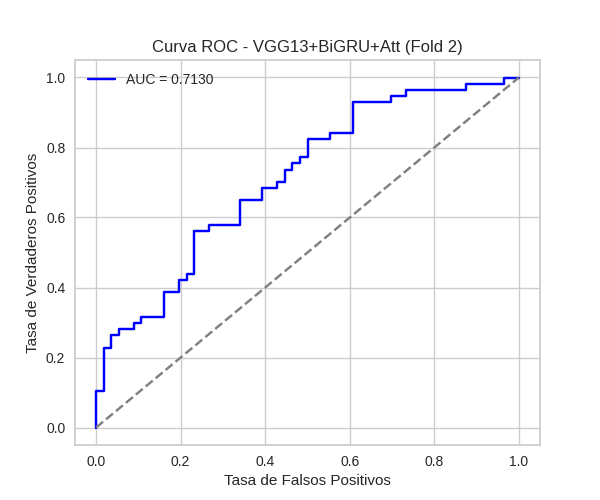 Curva ROC - VGG13+BiGRU+Att (Fold 2)
AUC = 0.7130
Tasa de Verdaderos Positivos
1.0
0.8
0.6
0.4
0.2
0.0
0.0 0.2 0.4 0.6 0.8 1.0
Tasa de Falsos Positivos